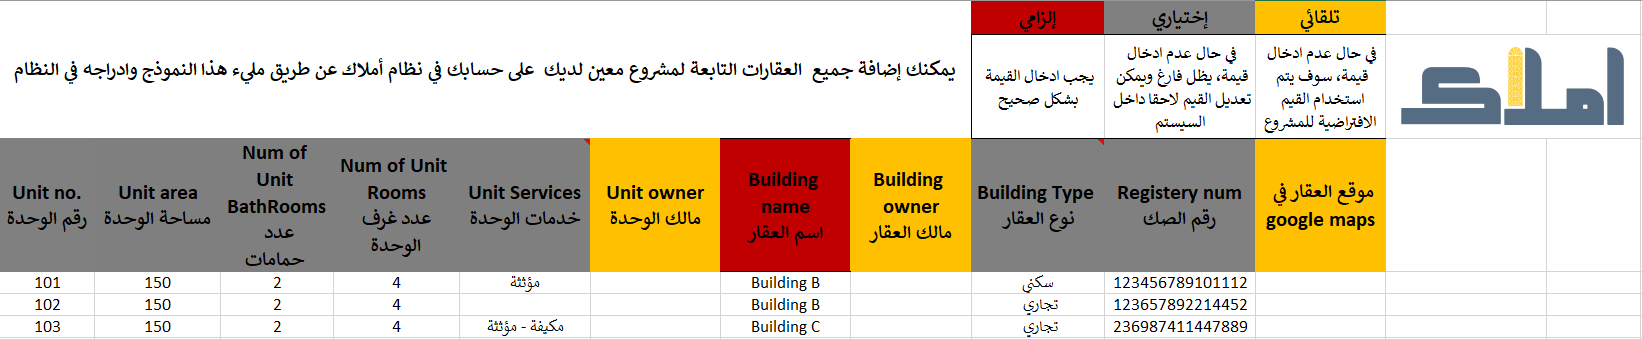 إلزامي
إختياري
تلقائي
يمكنك إضافة جميع العقارات التابعة لمشروع معين لديك على حسابك في نظام أملاك عن طريق مليء هذا النموذج وادراجه في النظام
يجب ادخال القيمة
بشكل صحيح
في حال عدم ادخال
قيمة، يظل فارغ ويمكن
تعديل القيم لاحقا داخل
السيستم
في حال عدم ادخال
قيمة، سوف يتم
استخدام القيم
الافتراضية للمشروع
املاك
Unit no.
رقم الوحدة
Unit area
مساحة الوحدة
Num of
Unit
BathRooms
عدد
حمامات
Num of Unit
Rooms
عدد غرف
الوحدة
Unit Services
خدمات الوحدة
Unit owner
مالك الوحدة
Building
name
اسم العقار
Building
owner
مالك العقار
Building Type
نوع العقار
Registery num
رقم الصك
موقع العقار في
google maps
101 150 2 4 مؤثثة Building B سكني 123456789101112
102 150 2 4 Building B تجاري 123657892214452
103 150 2 4 مكيفة - مؤثثة Building C تجاري 236987411447889